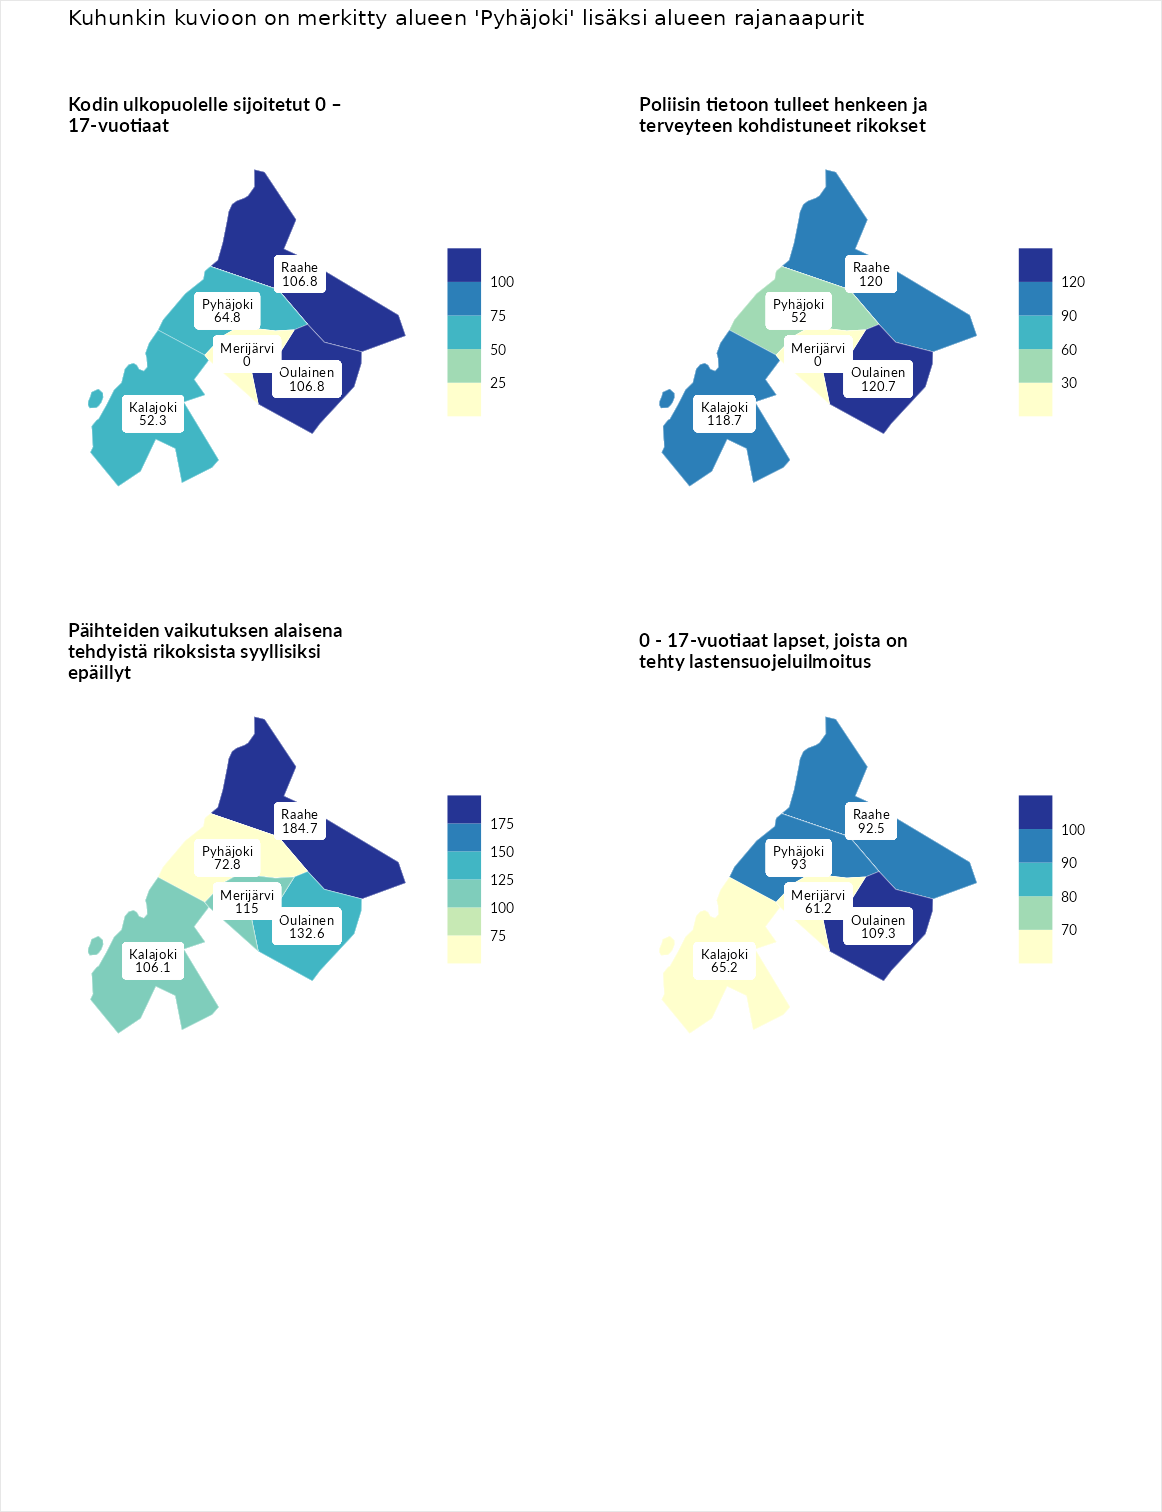 Kuhunkin kuvioon on merkitty alueen 'Pyhäjoki' lisäksi alueen rajanaapurit
Kodin ulkopuolelle sijoitetut 0 –
17-vuotiaat
Raahe
106.8
Pyhäjoki
64.8
Merijärvi
0
Oulainen
106.8
Kalajoki
52.3
100
75
50
25
Poliisin tietoon tulleet henkeen ja
terveyteen kohdistuneet rikokset
Raahe
120
Pyhäjoki
52
Merijärvi
0
Oulainen
120.7
Kalajoki
118.7
120
90
60
30
Päihteiden vaikutuksen alaisena
tehdyistä rikoksista syyllisiksi
epäillyt
Raahe
184.7
Pyhäjoki
72.8
Merijärvi
115
Oulainen
132.6
Kalajoki
106.1
175
150
125
100
75
0 - 17-vuotiaat lapset, joista on
tehty lastensuojeluilmoitus
Raahe
92.5
Pyhäjoki
93
Merijärvi
61.2
Oulainen
109.3
Kalajoki
65.2
100
90
80
70